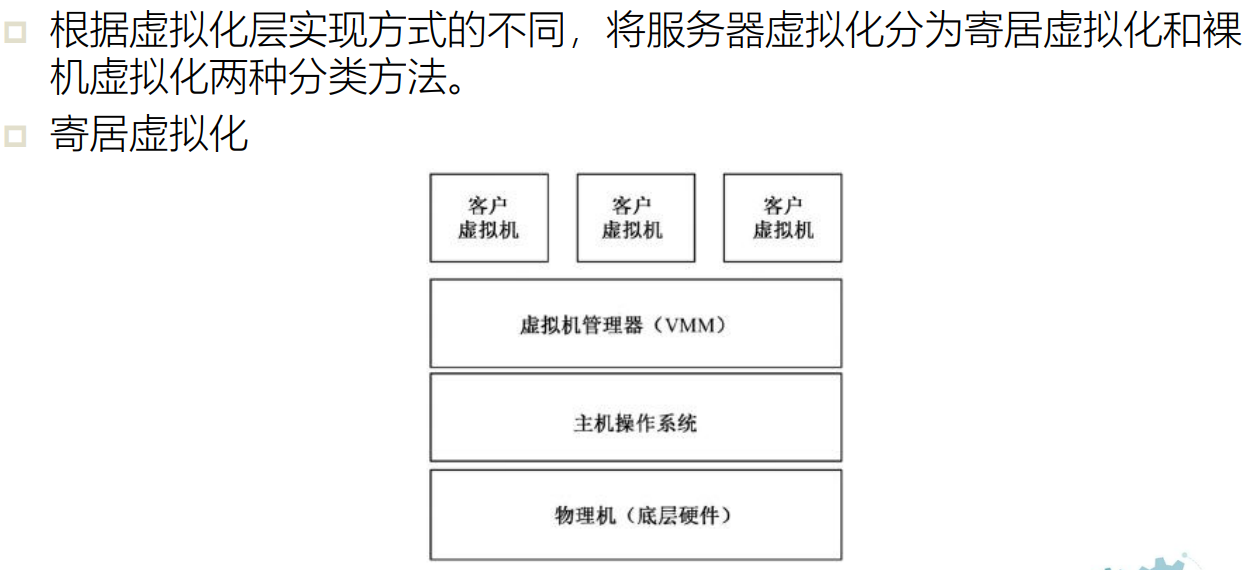 根据虚拟化层实现方式的不同，将服务器虚拟化分为寄居虚拟化和裸
机虚拟化两种分类方法。
寄居虚拟化
客户 客户 客户
虚拟机 虚拟机 虚拟机
虚拟机管理器（VMM）
主机操作系统
物理机（底层硬件）